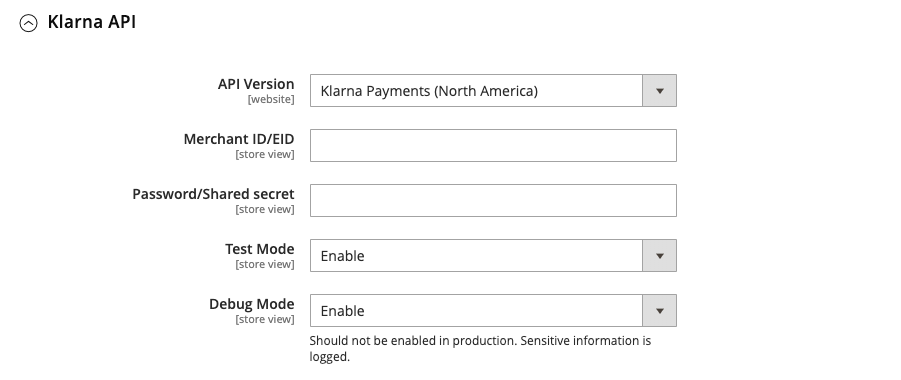 Klarna API
API Version
[website]
Klarna Payments (North America)
Merchant ID/EID
[store view]
Password/Shared secret
[store view]
Test Mode
[store view]
Enable
Debug Mode
[store view]
Enable
Should not be enabled in production. Sensitive information is
logged.